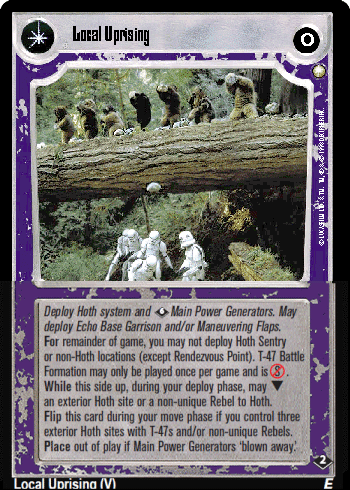 Local Uprising
O
Deploy Hoth system and Main Power Generators. May
deploy Echo Base Garrison and/or Maneuvering Flaps.
For remainder of game, you may not deploy Hoth Sentry
or non-Hoth locations (except Rendezvous Point). T-47 Battle
Formation may only be played once per game and is S.
While this side up, during your deploy phase, may ▼
an exterior Hoth site or a non-unique Rebel to Hoth.
Flip this card during your move phase if you control three
exterior Hoth sites with T-47s and/or non-unique Rebels.
Place out of play if Main Power Generators 'blown away.'
2
Local Uprising (V)
E